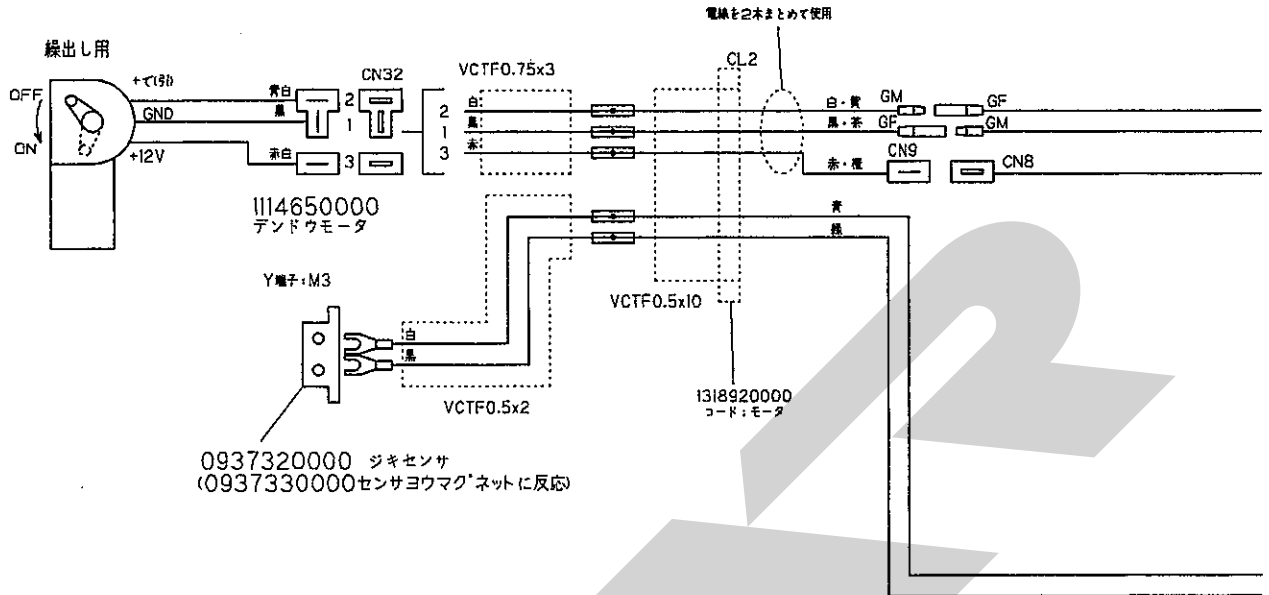 電線を2本まとめて使用
繰出し用
CL2
VCTF0.75x3
CN32
+で(引)
OFF
ON
青白
2
GND
黒
1
+12V
赤白
3
白
2
黒
1
赤
3
白・黄
GM
GF
黒・茶
GF
GM
赤・橙
CN9
CN8
1114650000
デンドウモータ
青
緑
Y端子:M3
VCTF0.5x10
白
黒
VCTF0.5x2
1318920000
コード:モータ
0937320000 ジキセンサ
(0937330000センサヨウマグネットに反応)